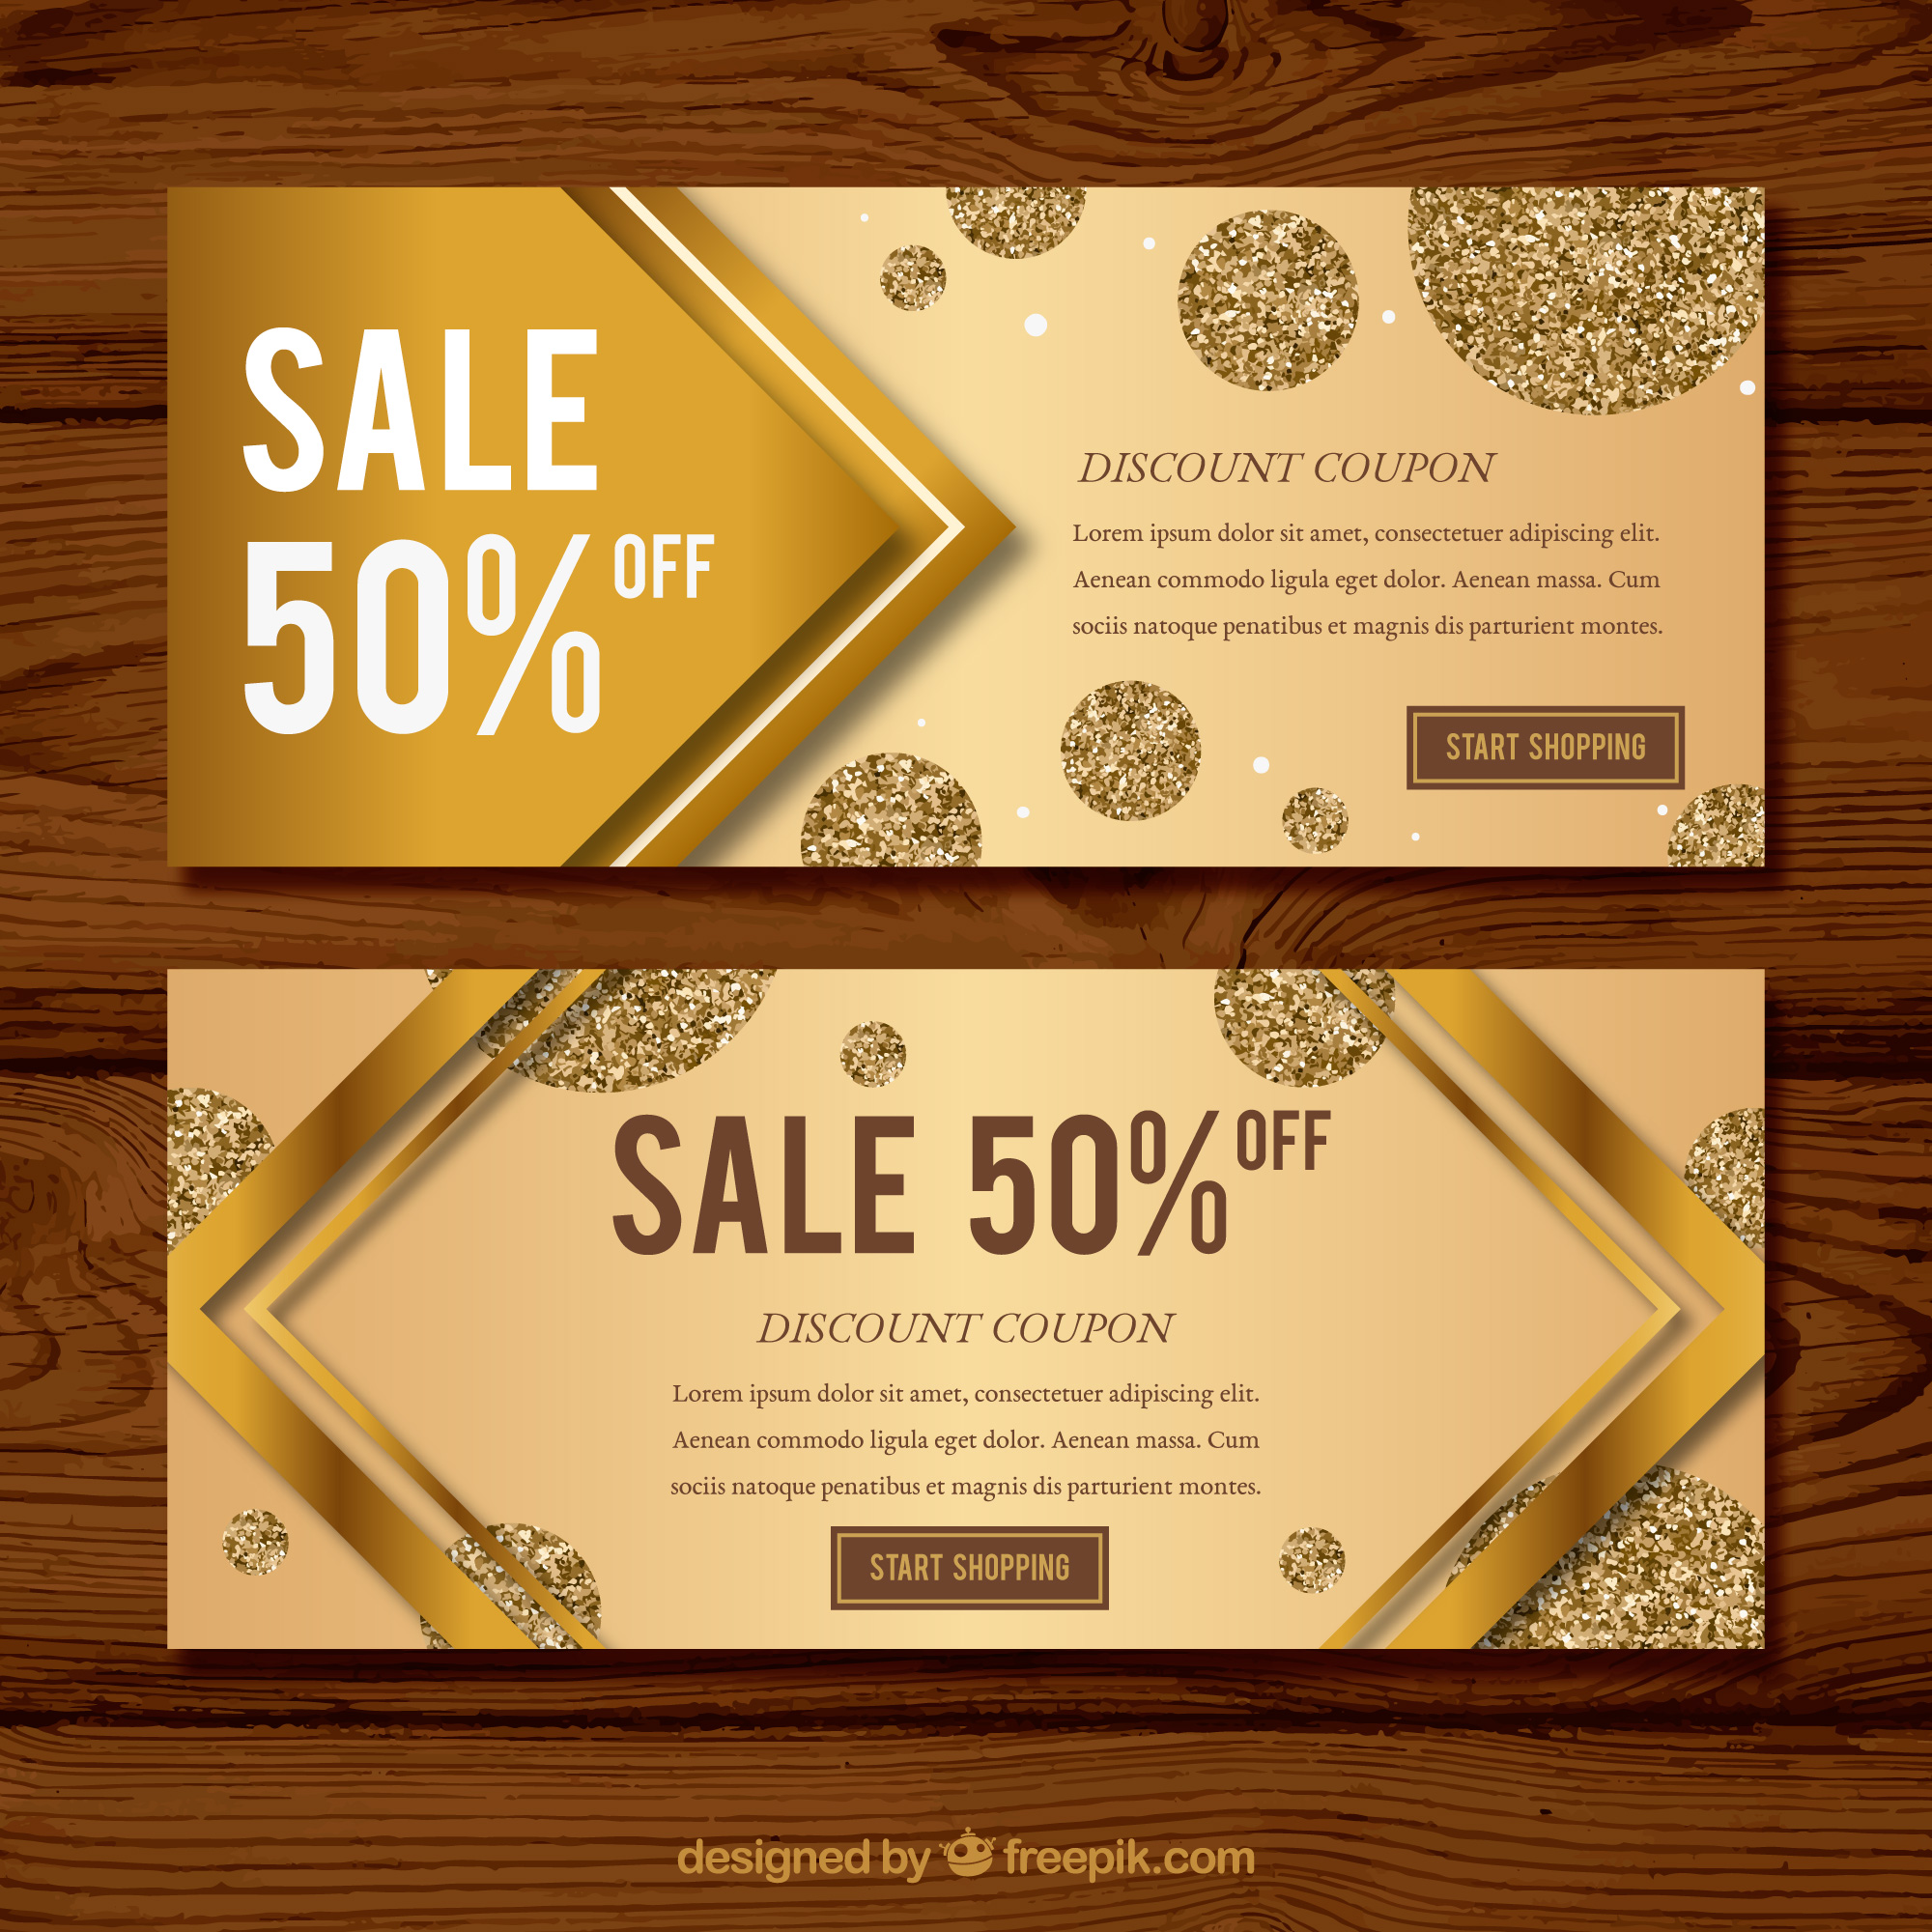 SALE
50% OFF
DISCOUNT COUPON
Lorem ipsum dolor sit amet, consectetuer adipiscing elit.
Aenean commodo ligula eget dolor. Aenean massa. Cum
sociis natoque penatibus et magnis dis parturient montes.
START SHOPPING
SALE 50% OFF
DISCOUNT COUPON
Lorem ipsum dolor sit amet, consectetuer adipiscing elit.
Aenean commodo ligula eget dolor. Aenean massa. Cum
sociis natoque penatibus et magnis dis parturient montes.
START SHOPPING
designed by freepik.com